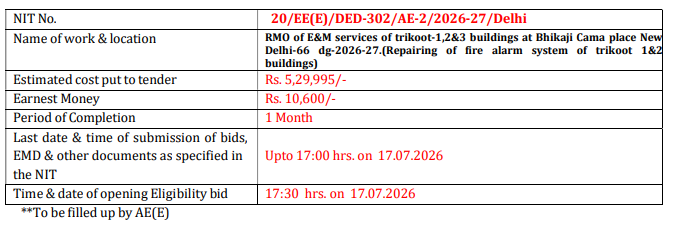 NIT No. 20/EE(E)/DED-302/AE-2/2026-27/Delhi
Name of work & location RMO of E&M services of trikoot-1,2&3 buildings at Bhikaji Cama place New
Delhi-66 dg-2026-27.(Repairing of fire alarm system of trikoot 1&2
buildings)
Estimated cost put to tender Rs. 5,29,995/-
Earnest Money Rs. 10,600/-
Period of Completion 1 Month
Last date & time of submission of bids,
EMD & other documents as specified in Upto 17:00 hrs. on 17.07.2026
the NIT
Time & date of opening Eligibility bid 17:30 hrs. on 17.07.2026
**To be filled up by AE(E)